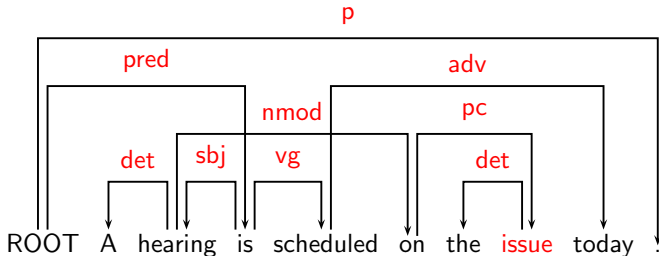 p
pred adv
nmod pc
det sbj vg det
ROOT A hearing is scheduled on the issue today .